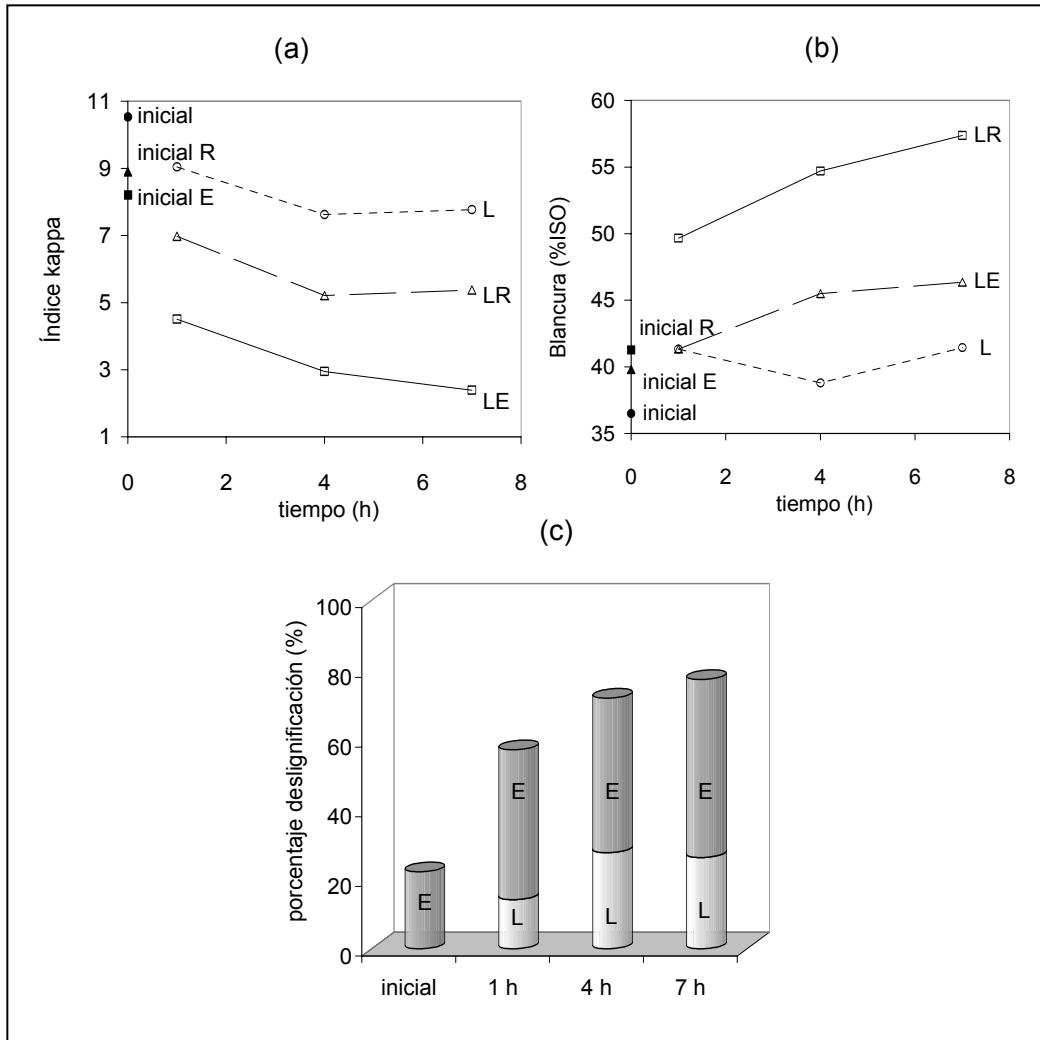 (a)
Índice kappa
11
9
7
5
3
1
inicial
inicial R
inicial E
L
LR
LE
0 2 4 6 8
tiempo (h)
(b)
Blancura (%ISO)
60
55
50
45
40
35
LR
LE
L
inicial R
inicial E
inicial
0 2 4 6 8
tiempo (h)
(c)
porcentaje deslignificación (%)
100
80
60
40
20
0
E
E
L
E
L
E
L
inicial 1 h 4 h 7 h